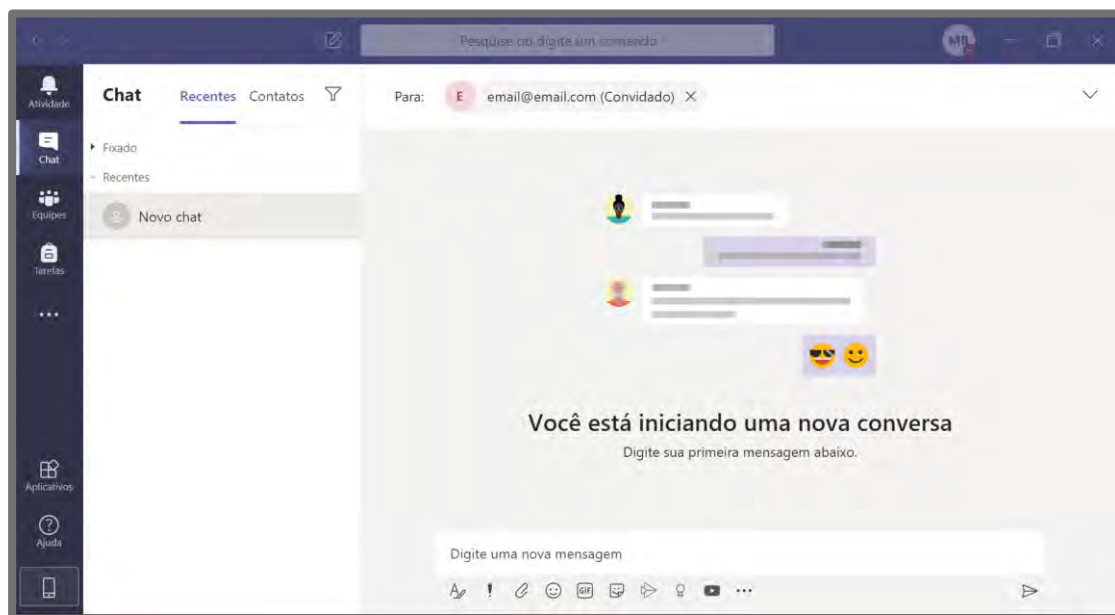 Pesquise ou digite um comando
MB
Atividade
Chat
Equipes
Tarefas
Aplicativos
Ajuda
Chat Recentes Contatos
Fixado
Recentes
Novo chat
Para: E email@email.com (Convidado) X
Você está iniciando uma nova conversa
Digite sua primeira mensagem abaixo.
Digite uma nova mensagem
GIF